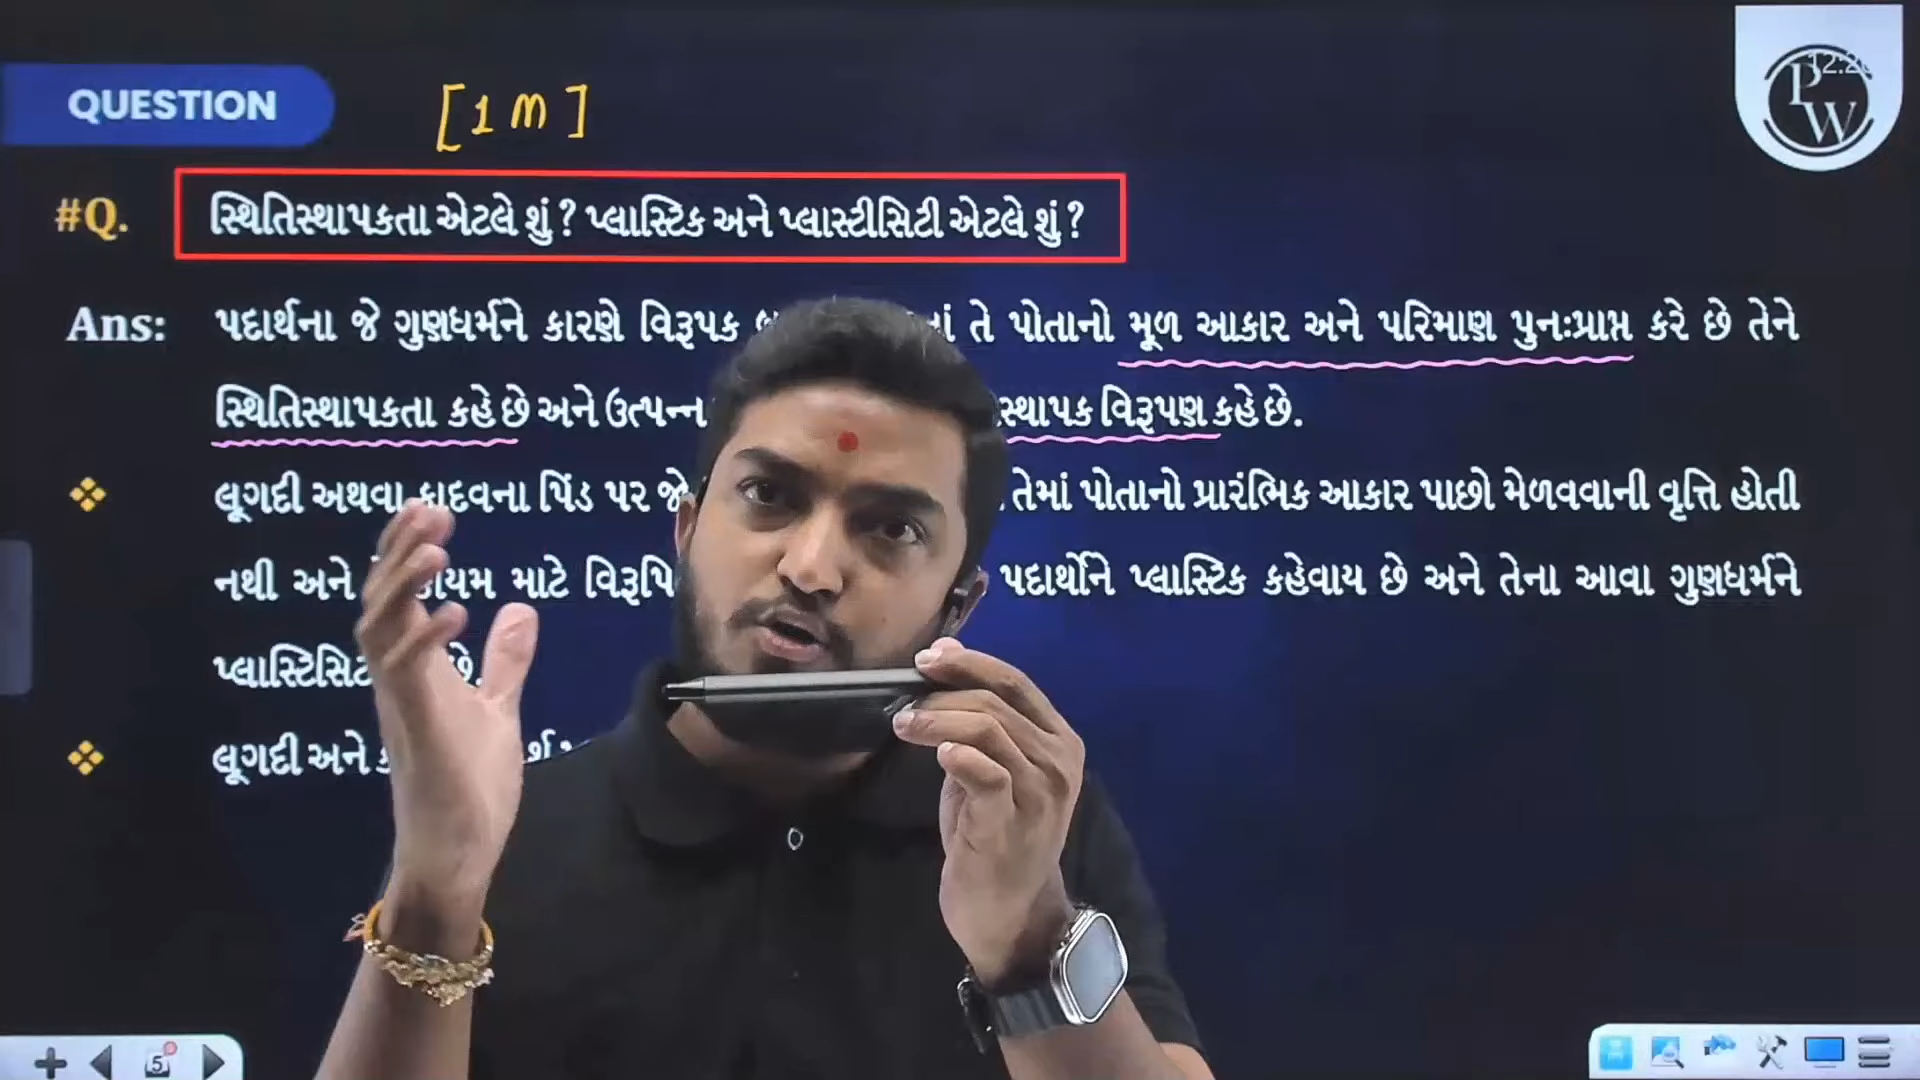 QUESTION
[1 m]
PW
#Q. સ્થિતિસ્થાપકતા એટલે શું ? પ્લાસ્ટિક અને પ્લાસ્ટીસિટી એટલે શું ?
Ans: પદાર્થના જે ગુણધર્મને કારણે વિરૂપક તે પોતાનો મૂળ આકાર અને પરિમાણ પુનઃપ્રાપ્ત કરે છે તેને
સ્થિતિસ્થાપકતા કહે છે અને ઉત્પન્ન સ્થાપક વિરૂપણ કહે છે.
લૂગદી અથવા કાદવના પિંડ પર જો તેમાં પોતાનો પ્રારંભિક આકાર પાછો મેળવવાની વૃત્તિ હોતી
નથી અને કાયમ માટે પદાર્થોને પ્લાસ્ટિક કહેવાય છે અને તેના આવા ગુણધર્મને
છે.
લૂગદી અને
5